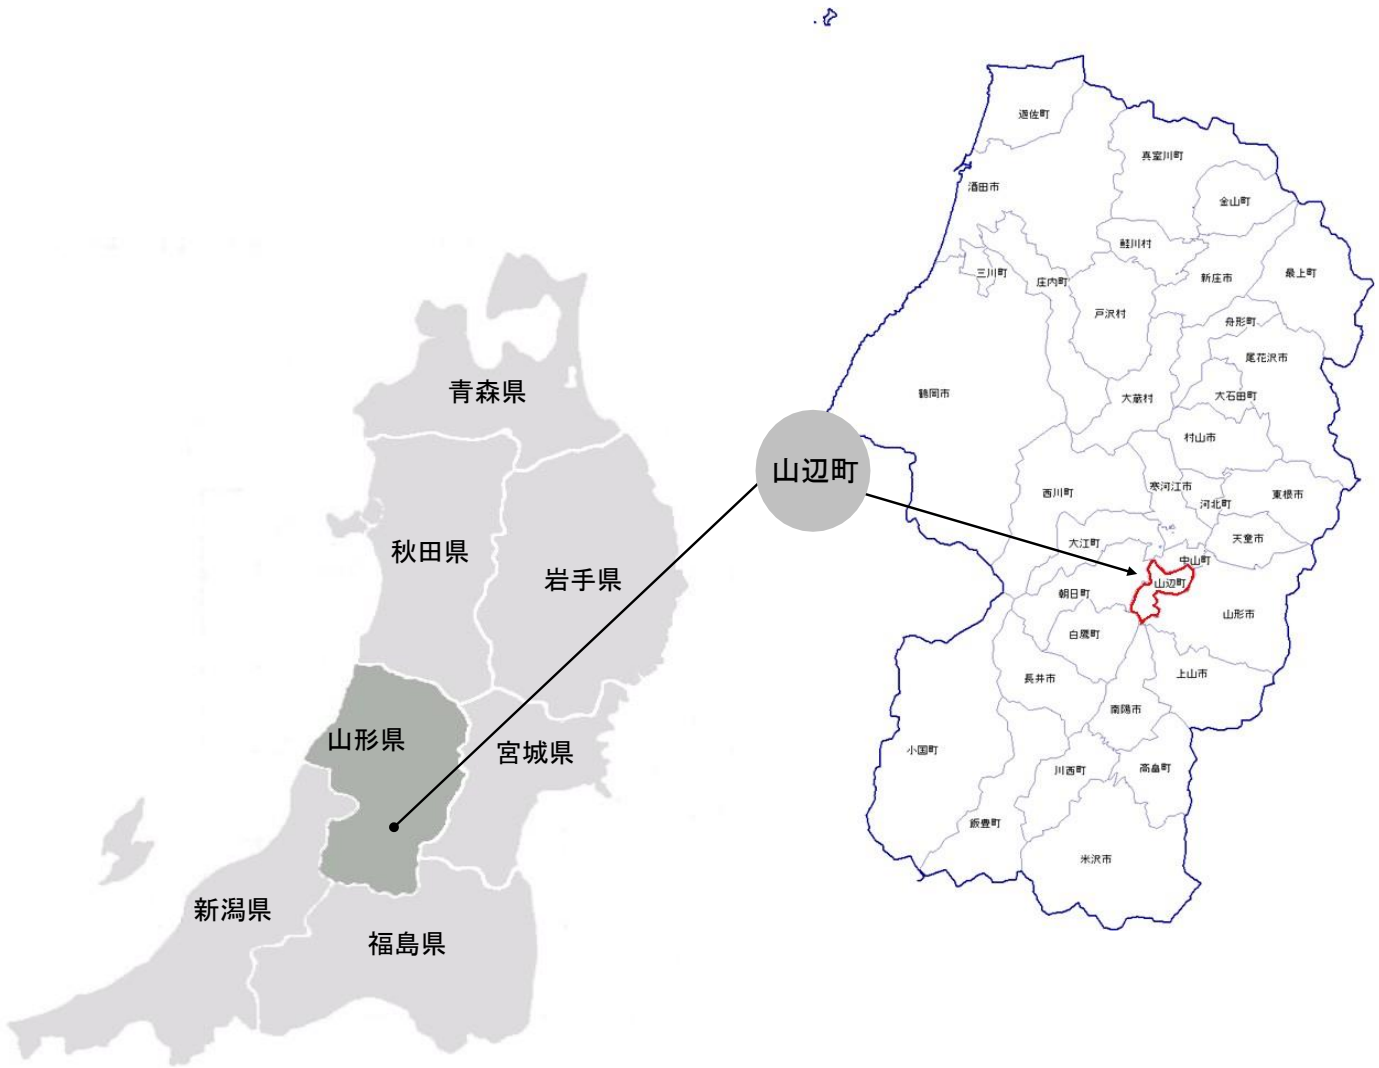 青森県
秋田県
岩手県
山形県
宮城県
新潟県
福島県
山辺町
遊佐町
真室川町
酒田市
金山町
鮭川村
三川町
庄内町
新庄市
最上町
戸沢村
舟形町
尾花沢市
鶴岡市
大蔵村
大石田町
村山市
西川町
寒河江市
河北町
東根市
大江町
天童市
中山町
山辺町
朝日町
山形市
白鷹町
長井市
上山市
南陽市
小国町
川西町
高畠町
飯豊町
米沢市